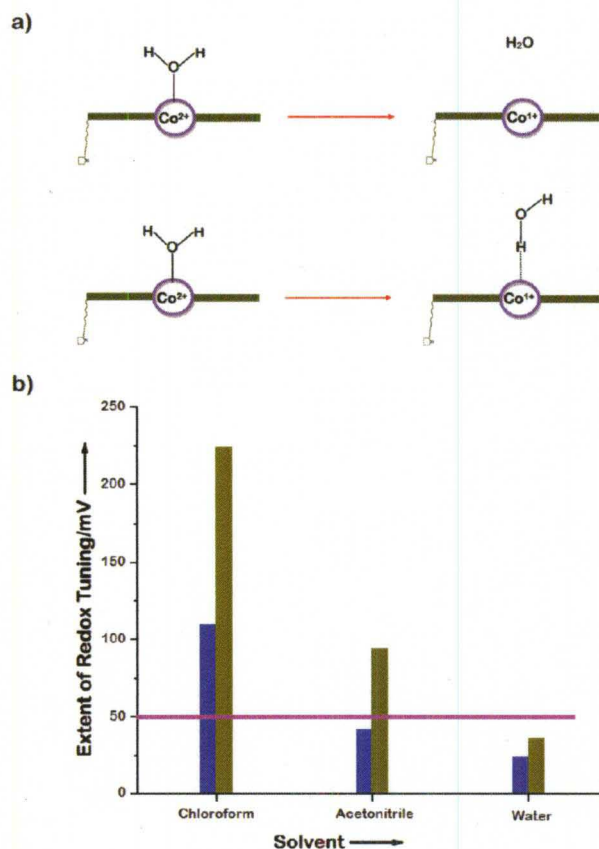 a)
H H
O
Co²⁺
H₂O
Co¹⁺
H H
O
Co²⁺
H
O
H
Co¹⁺
b)
Extent of Redox Tuning/mV
250
200
150
100
50
0
Chloroform Acetonitrile Water
Solvent